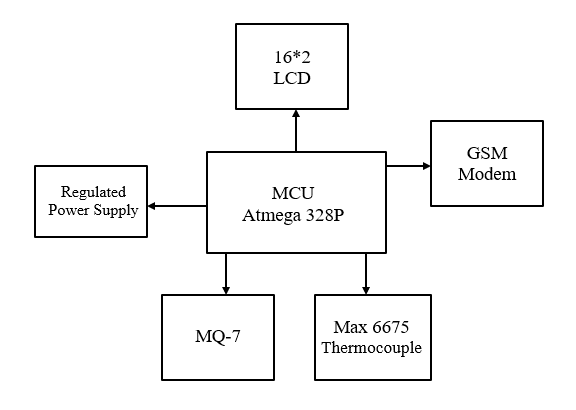 16*2
LCD
GSM
Modem
MCU
Atmega 328P
Regulated
Power Supply
MQ-7
Max 6675
Thermocouple